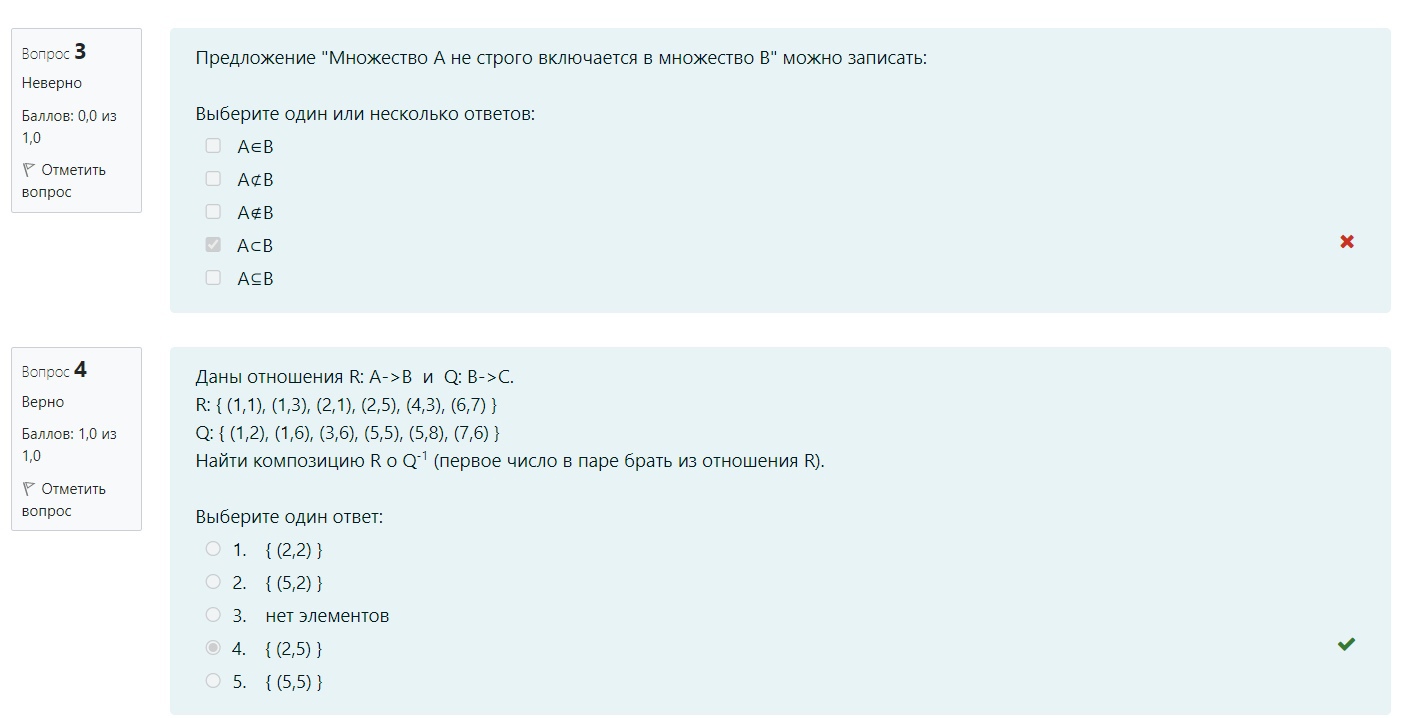 Вопрос 3
Неверно
Баллов: 0,0 из
1,0
Отметить
вопрос
Предложение "Множество А не строго включается в множество В" можно записать:
Выберите один или несколько ответов:
A∈B
A⊄B
A∉B
A⊂B
A⊆B
Вопрос 4
Верно
Баллов: 1,0 из
1,0
Отметить
вопрос
Даны отношения R: A->B и Q: B->C.
R: { (1,1), (1,3), (2,1), (2,5), (4,3), (6,7) }
Q: { (1,2), (1,6), (3,6), (5,5), (5,8), (7,6) }
Найти композицию R o Q⁻¹ (первое число в паре брать из отношения R).
Выберите один ответ:
1. { (2,2) }
2. { (5,2) }
3. нет элементов
4. { (2,5) }
5. { (5,5) }